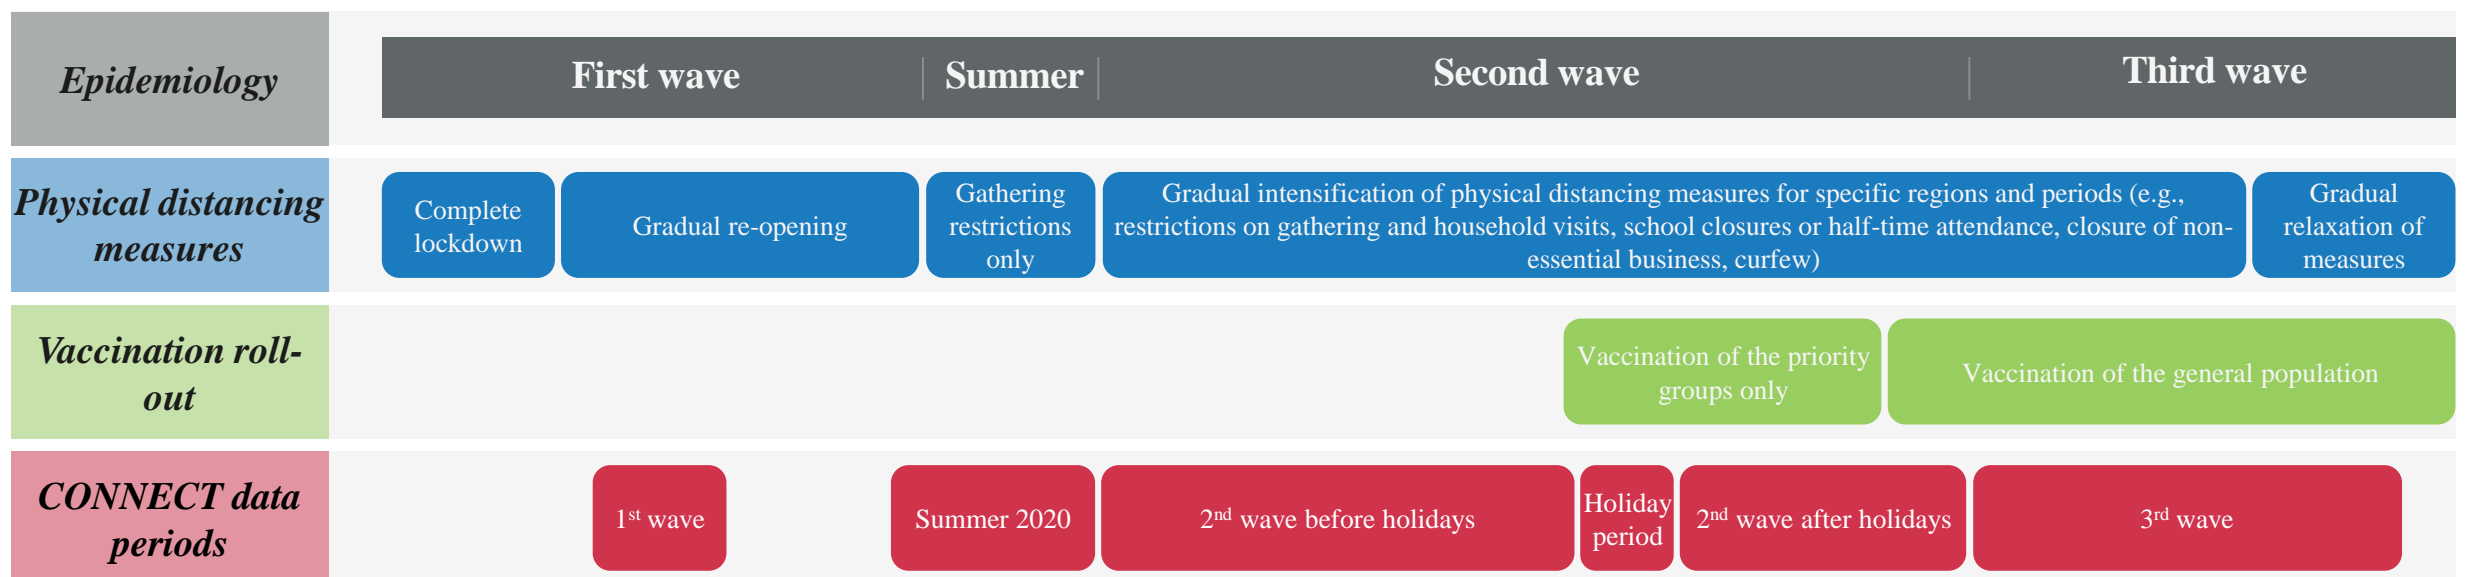 Epidemiology
First wave
Summer
Second wave
Third wave
Physical distancing
measures
Complete
lockdown
Gradual re-opening
Gathering
restrictions
only
Gradual intensification of physical distancing measures for specific regions and periods (e.g.,
restrictions on gathering and household visits, school closures or half-time attendance, closure of non-
essential business, curfew)
Gradual
relaxation of
measures
Vaccination roll-
out
Vaccination of the priority
groups only
Vaccination of the general population
CONNECT data
periods
1st wave
Summer 2020
2nd wave before holidays
Holiday
period
2nd wave after holidays
3rd wave